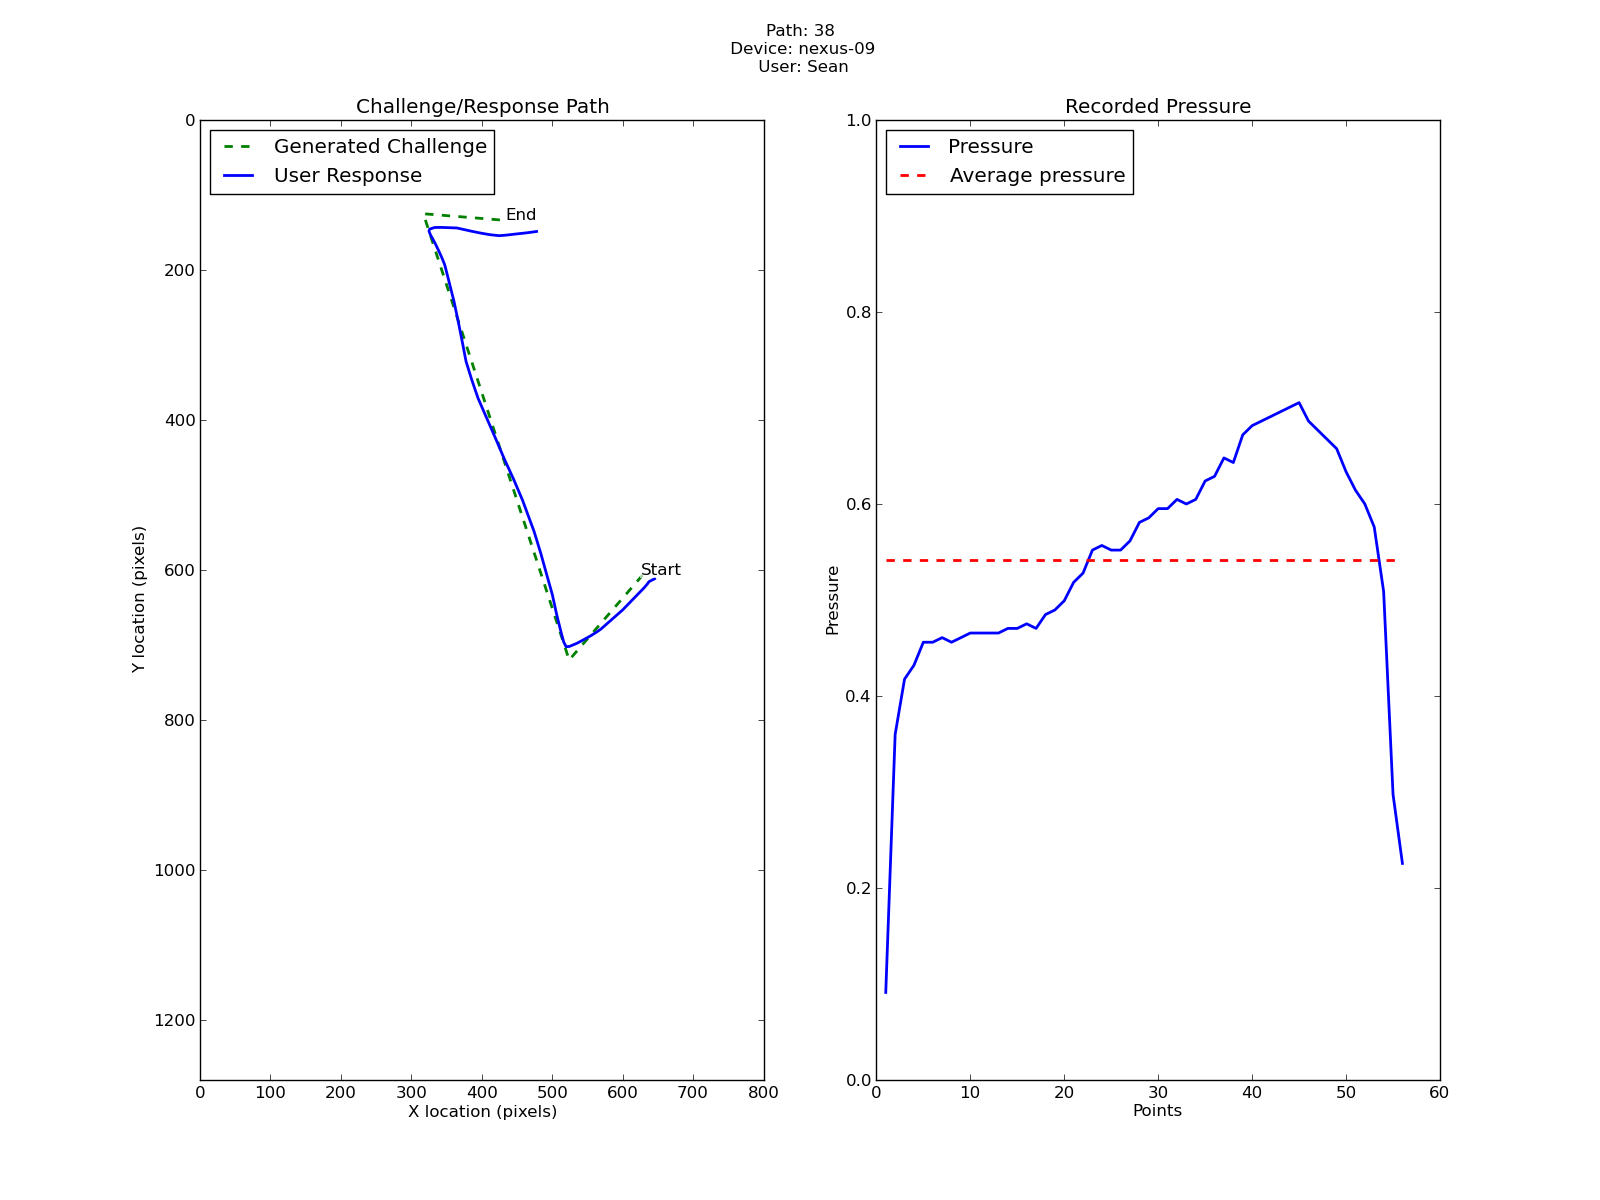 Path: 38
Device: nexus-09
User: Sean
Challenge/Response Path
Generated Challenge
User Response
End
Start
0
200
400
600
800
1000
1200
Y location (pixels)
0 100 200 300 400 500 600 700 800
X location (pixels)
Recorded Pressure
Pressure
Average pressure
1.0
0.8
0.6
0.4
0.2
0.0
Pressure
0 10 20 30 40 50 60
Points